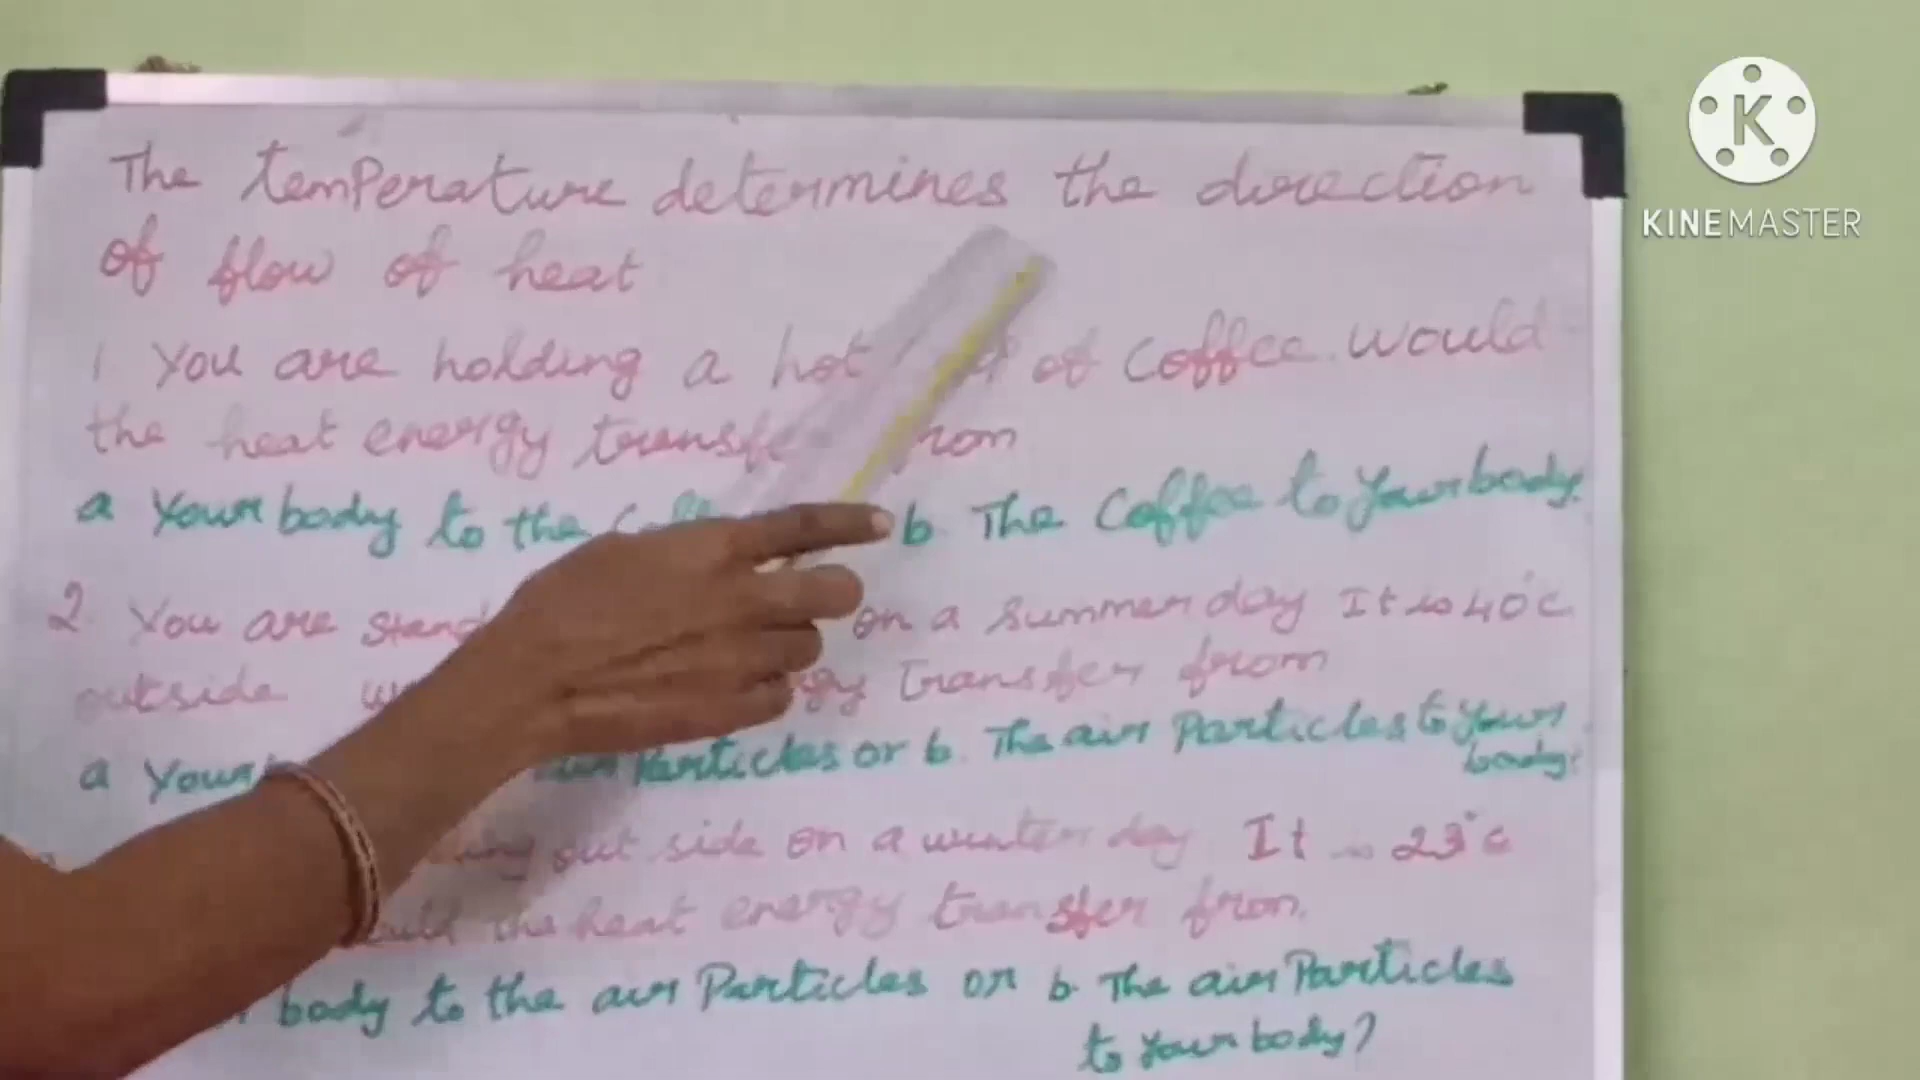 The temperature determines the direction
of flow of heat
1 You are holding a hot of Coffee. Would
the heat energy from
a Your body to the b. The Coffee to your body.
2. You are on a summer day It is 40°C
outside Transfer from
a Particles or b. The air Particles to your
body.
out side on a winter day It is 23°C
the heat energy transfer from.
body to the air Particles or b. The air Particles
to your body?
K
KINEMASTER